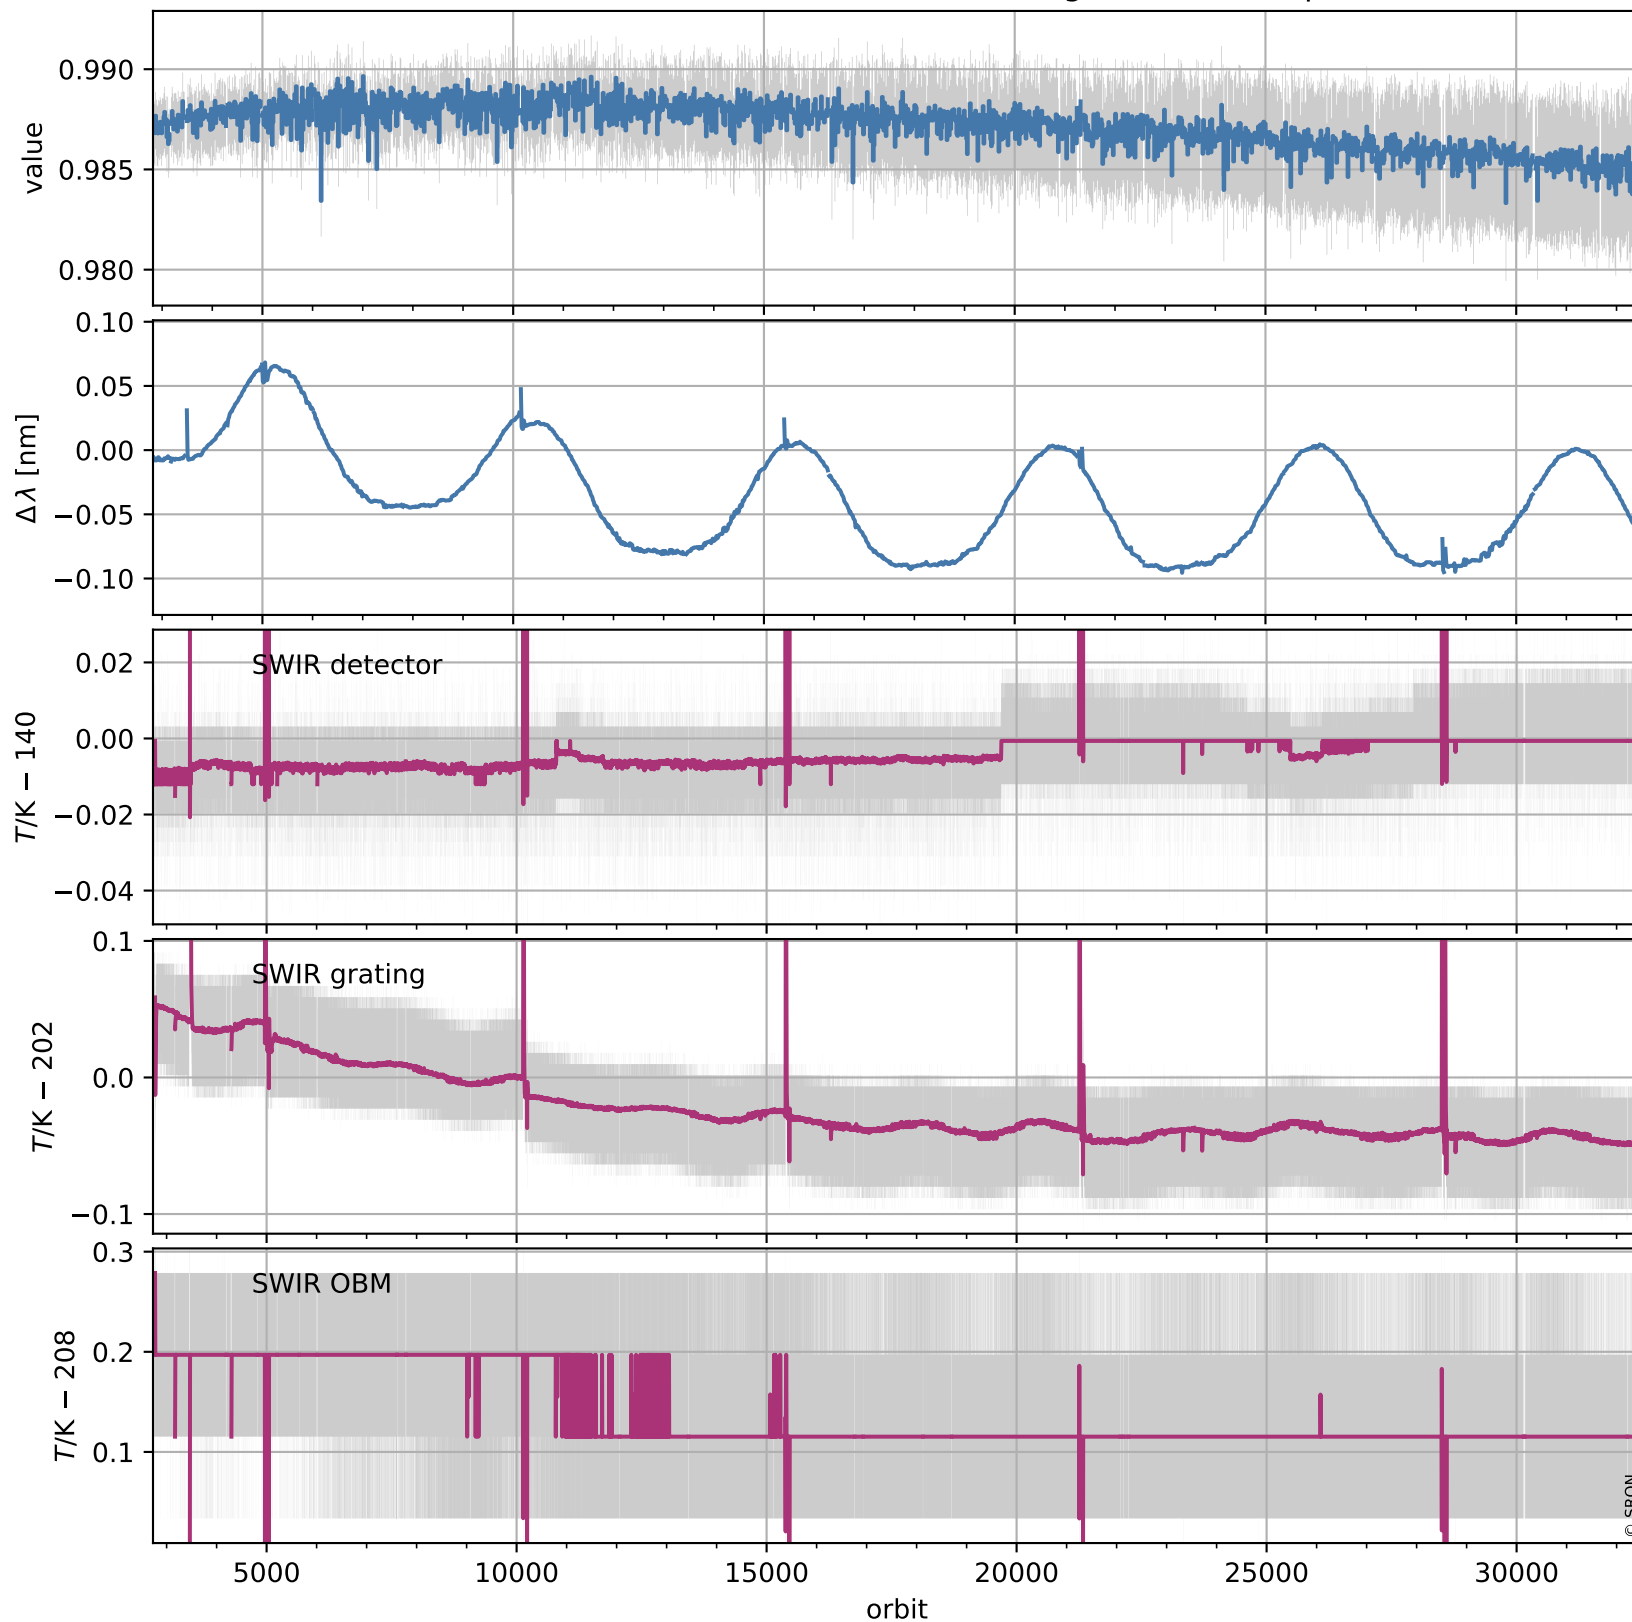 value
0.990
0.985
0.980
Δλ [nm]
0.10
0.05
0.00
−0.05
−0.10
SWIR detector
T/K − 140
0.02
0.00
−0.02
−0.04
SWIR grating
T/K − 202
0.1
0.0
−0.1
SWIR OBM
T/K − 208
0.3
0.2
0.1
5000 10000 15000 20000 25000 30000
orbit
© SRON